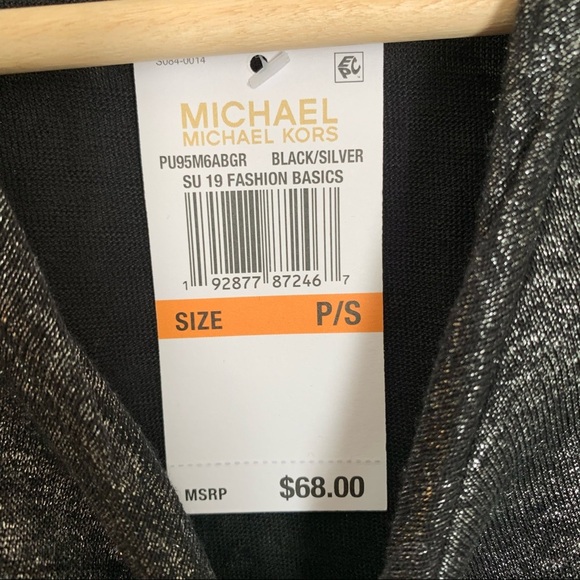 S084-0014
EPC
MICHAEL
MICHAEL KORS
PU95M6ABGR BLACK/SILVER
SU 19 FASHION BASICS
1 92877 87246 7
SIZE P/S
MSRP $68.00